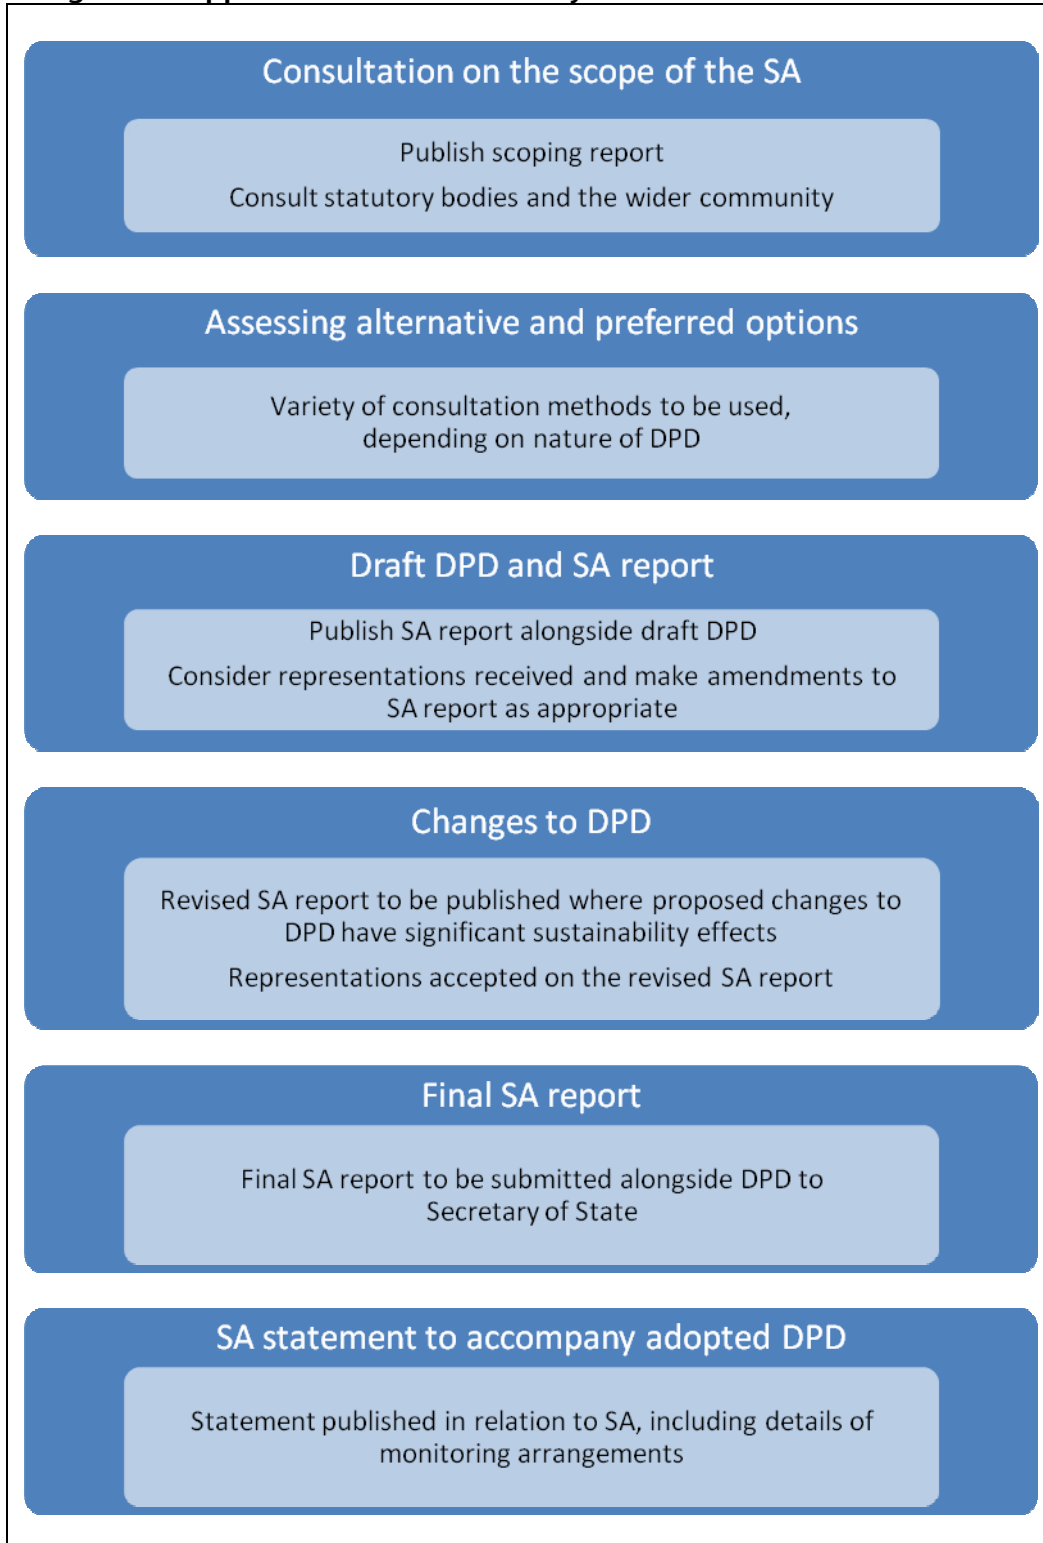 Consultation on the scope of the SA
Publish scoping report
Consult statutory bodies and the wider community
Assessing alternative and preferred options
Variety of consultation methods to be used,
depending on nature of DPD
Draft DPD and SA report
Publish SA report alongside draft DPD
Consider representations received and make amendments to
SA report as appropriate
Changes to DPD
Revised SA report to be published where proposed changes to
DPD have significant sustainability effects
Representations accepted on the revised SA report
Final SA report
Final SA report to be submitted alongside DPD to
Secretary of State
SA statement to accompany adopted DPD
Statement published in relation to SA, including details of
monitoring arrangements